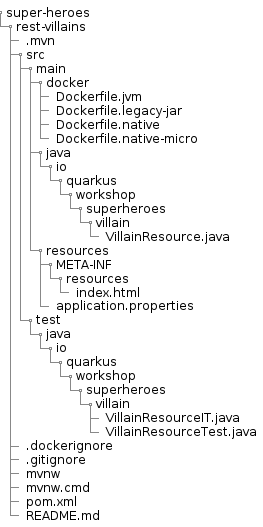 super-heroes
rest-villains
.mvn
src
main
docker
Dockerfile.jvm
Dockerfile.legacy-jar
Dockerfile.native
Dockerfile.native-micro
java
io
quarkus
workshop
superheroes
villain
VillainResource.java
resources
META-INF
resources
index.html
application.properties
test
java
io
quarkus
workshop
superheroes
villain
VillainResourceIT.java
VillainResourceTest.java
.dockerignore
.gitignore
mvnw
mvnw.cmd
pom.xml
README.md